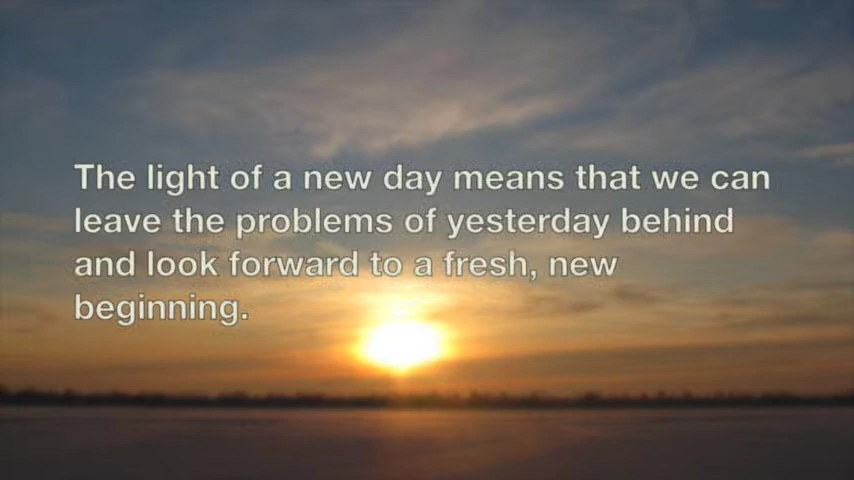 The light of a new day means that we can
leave the problems of yesterday behind
and look forward to a fresh, new
beginning.